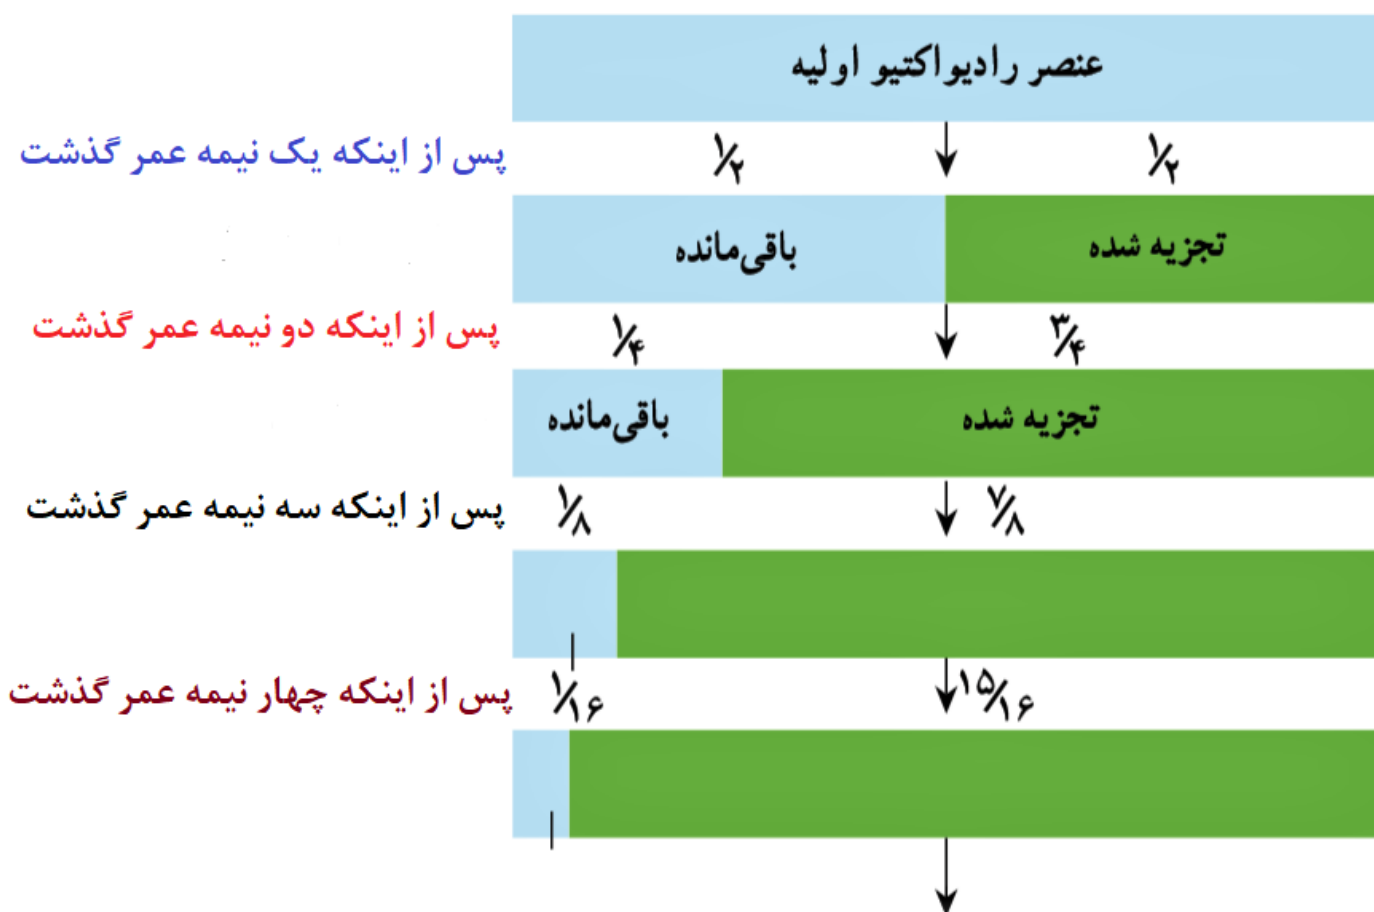 عنصر رادیواکتیو اولیه
پس از اینکه یک نیمه عمر گذشت
۱/۲
۱/۲
تجزیه شده
باقی‌مانده
پس از اینکه دو نیمه عمر گذشت
۳/۴
۱/۴
تجزیه شده
باقی‌مانده
پس از اینکه سه نیمه عمر گذشت
۷/۸
۱/۸
پس از اینکه چهار نیمه عمر گذشت
۱۵/۱۶
۱/۱۶